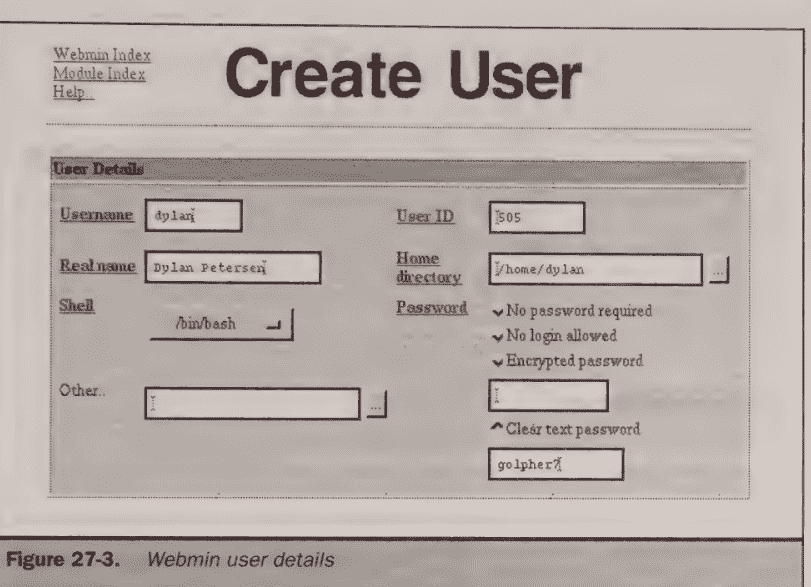 Webmin Index
Module Index
Help..
Create User
User Details
Username dylan User ID 505
Real name Dylan Petersen Home directory /home/dylan ...
Shell /bin/bash Password No password required
No login allowed
Encrypted password
Other.. ...
Clear text password
golpher7
Figure 27-3. Webmin user details